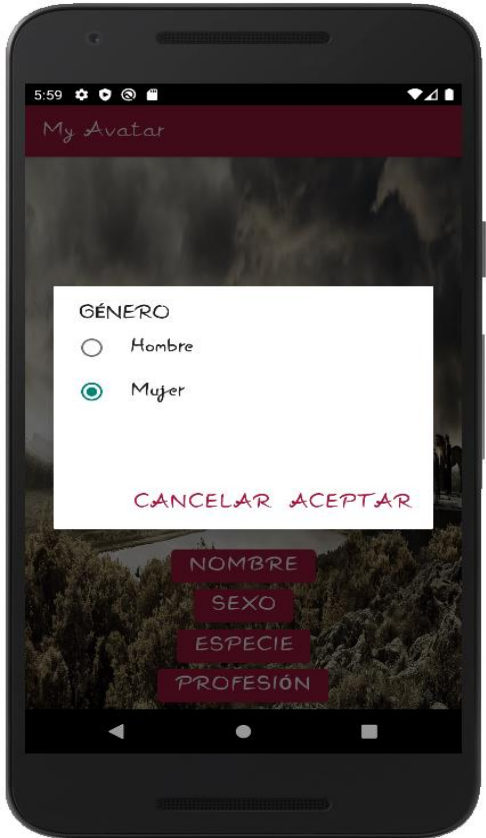 5:59
My Avatar
GÉNERO
Hombre
Mujer
CANCELAR ACEPTAR
NOMBRE
SEXO
ESPECIE
PROFESIÓN